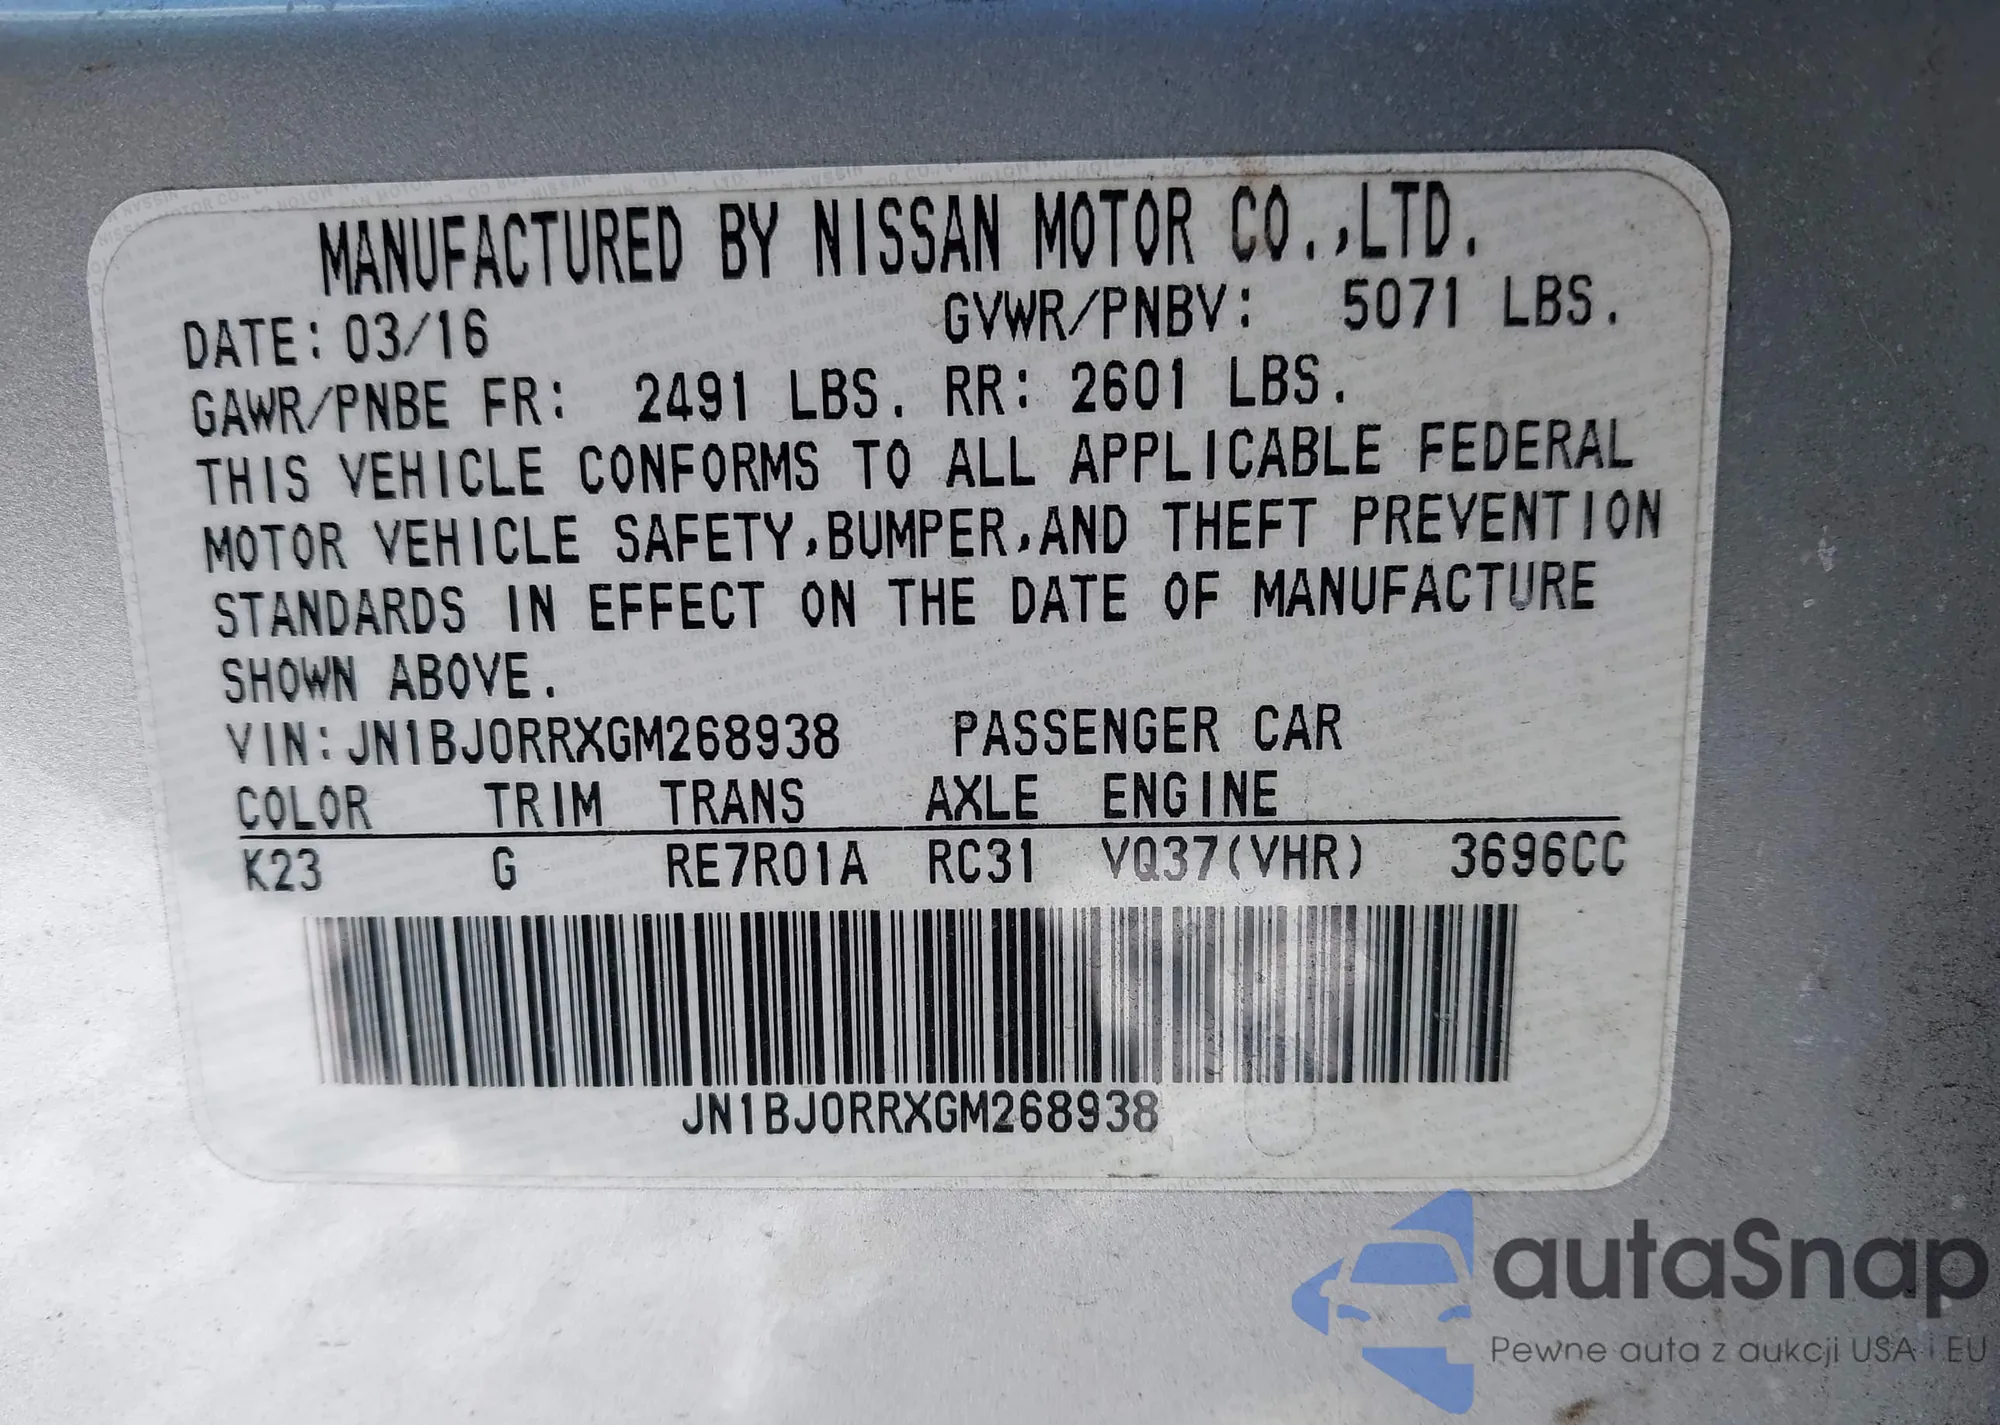 MANUFACTURED BY NISSAN MOTOR CO.,LTD.
DATE: 03/16 GVWR/PNBV: 5071 LBS.
GAWR/PNBE FR: 2491 LBS. RR: 2601 LBS.
THIS VEHICLE CONFORMS TO ALL APPLICABLE FEDERAL
MOTOR VEHICLE SAFETY,BUMPER,AND THEFT PREVENTION
STANDARDS IN EFFECT ON THE DATE OF MANUFACTURE
SHOWN ABOVE.
VIN:JN1BJ0RRXGM268938 PASSENGER CAR
COLOR TRIM TRANS AXLE ENGINE
K23 G RE7R01A RC31 VQ37(VHR) 3696CC
JN1BJ0RRXGM268938
autaSnap
Pewne auta z aukcji USA i EU